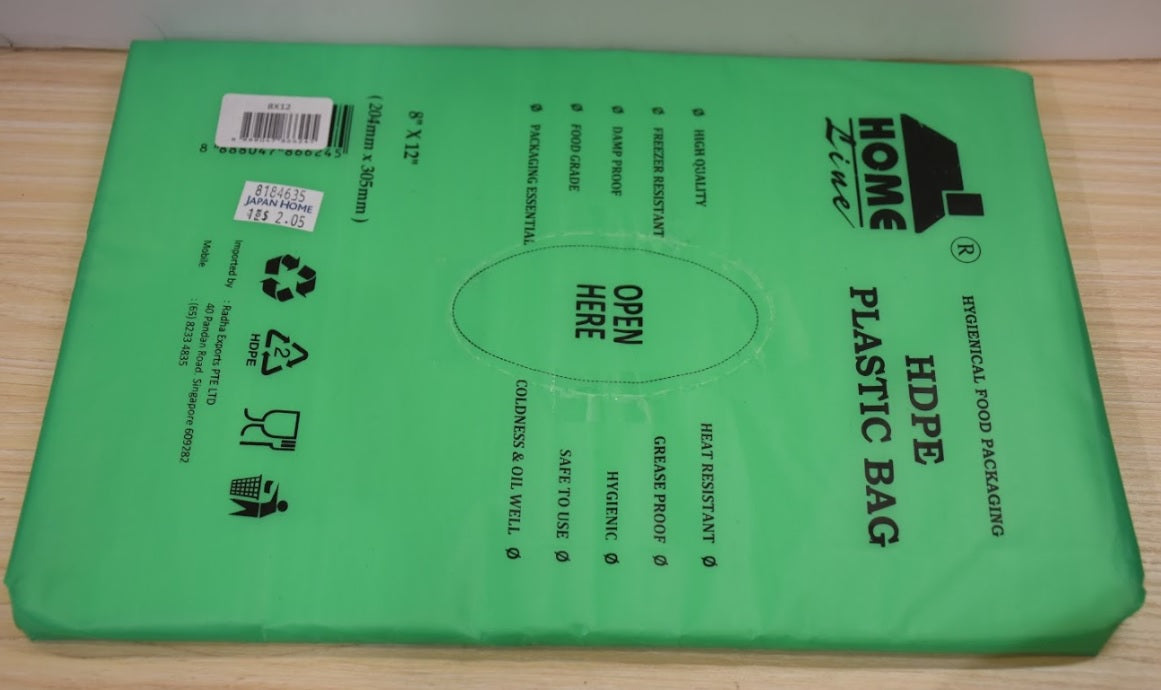 HOME
Line
®
HYGIENICAL FOOD PACKAGING
HDPE
PLASTIC BAG
Ø HIGH QUALITY
Ø FREEZER RESISTANT
Ø DAMP PROOF
Ø FOOD GRADE
Ø PACKAGING ESSENTIAL
HEAT RESISTANT Ø
GREASE PROOF Ø
HYGIENIC Ø
SAFE TO USE Ø
COLDNESS & OIL WELL Ø
OPEN
HERE
8" X 12"
( 204mm x 305mm )
8X12
8 888047 866245
8184635
JAPAN HOME
S$ 2.05
2
HDPE
Imported by : Radha Exports PTE LTD
40 Pandan Road, Singapore 609282
Mobile : (65) 8233 4835